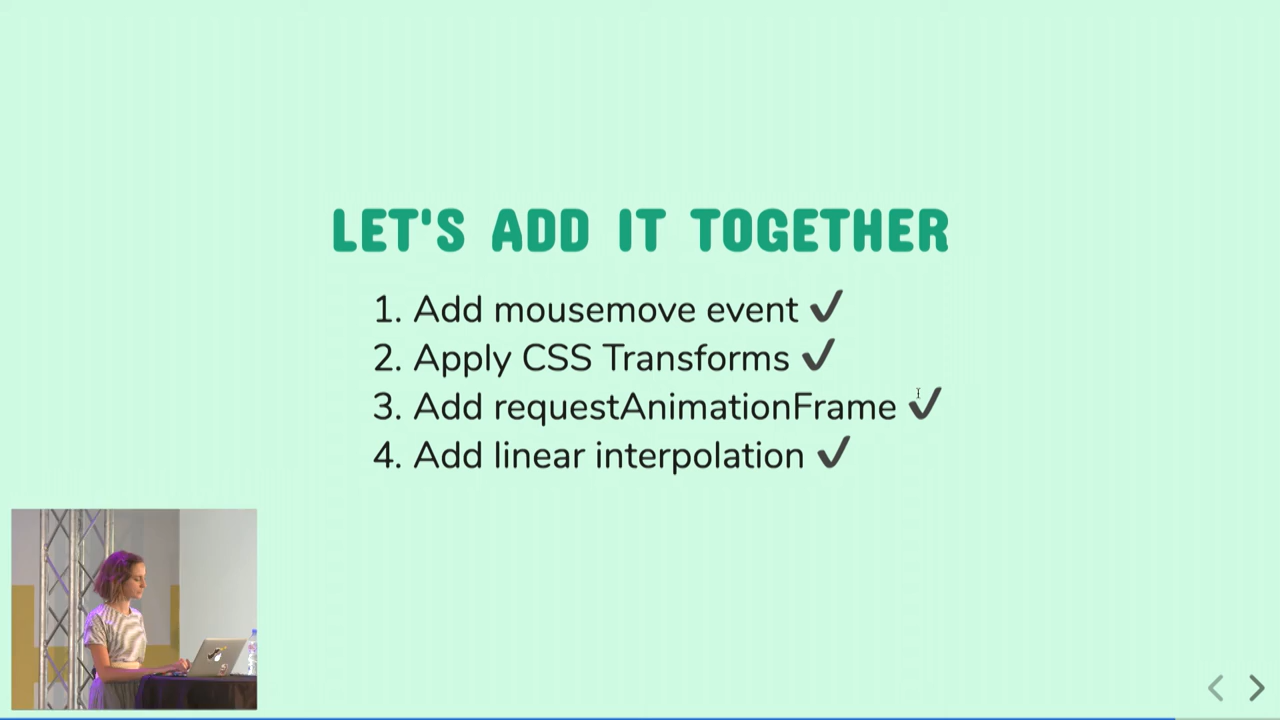 LET'S ADD IT TOGETHER
1. Add mousemove event ✔
2. Apply CSS Transforms ✔
3. Add requestAnimationFrame ✔
4. Add linear interpolation ✔